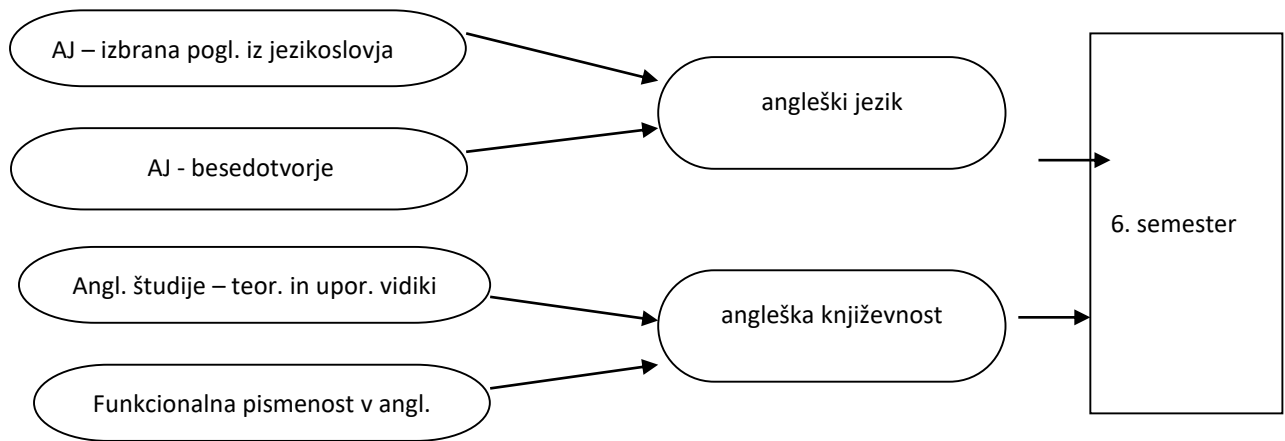 AJ – izbrana pogl. iz jezikoslovja
AJ - besedotvorje
Angl. študije – teor. in upor. vidiki
Funkcionalna pismenost v angl.
angleški jezik
angleška književnost
6. semester